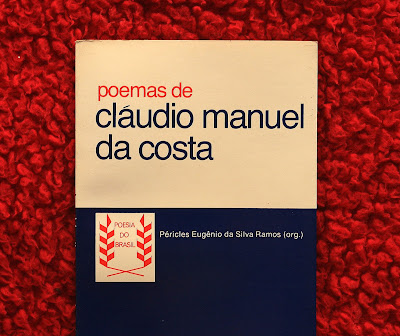 poemas de
cláudio manuel
da costa
POESIA
DO
BRASIL
Péricles Eugênio da Silva Ramos (org.)